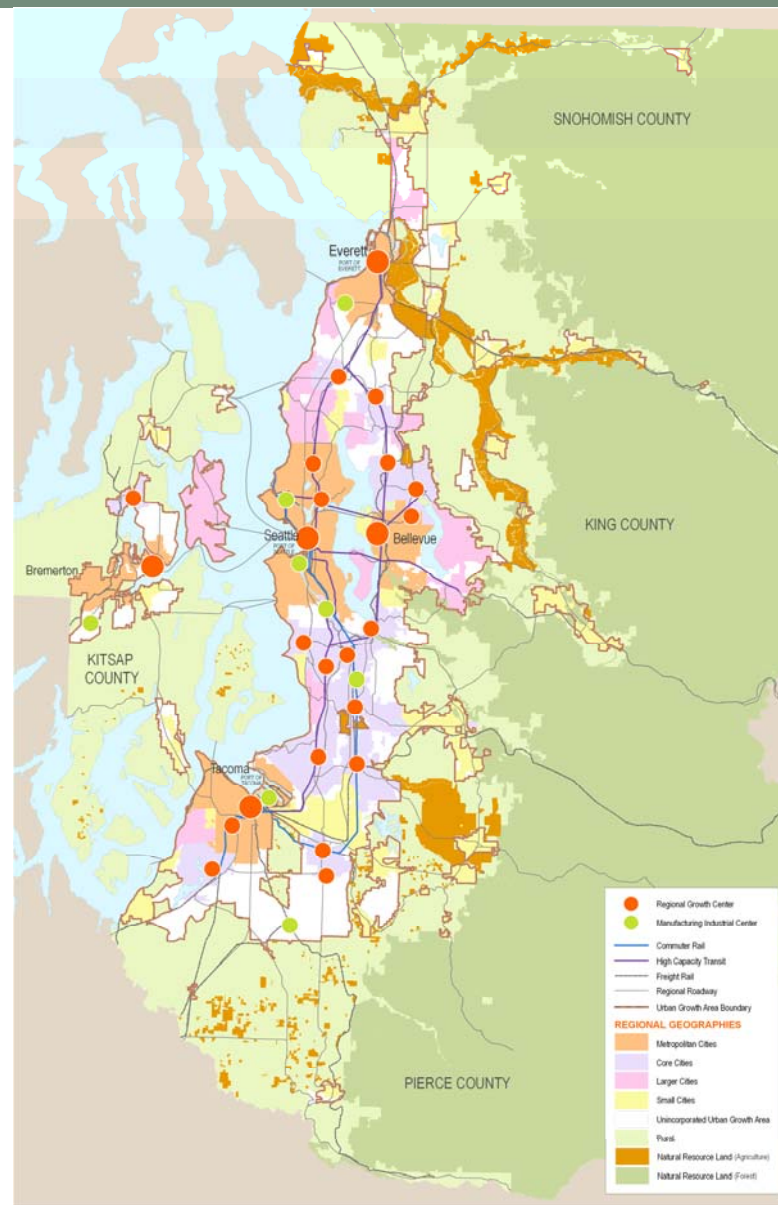 SNOHOMISH COUNTY
Everett
PORT OF
EVERETT
KING COUNTY
Seattle
PORT OF
SEATTLE
Bellevue
Bremerton
KITSAP
COUNTY
Tacoma
PORT OF
TACOMA
PIERCE COUNTY
Regional Growth Center
Manufacturing Industrial Center
Commuter Rail
High Capacity Transit
Freight Rail
Regional Roadway
Urban Growth Area Boundary
REGIONAL GEOGRAPHIES
Metropolitan Cities
Core Cities
Larger Cities
Small Cities
Unincorporated Urban Growth Area
Rural
Natural Resource Land (Agriculture)
Natural Resource Land (Forest)